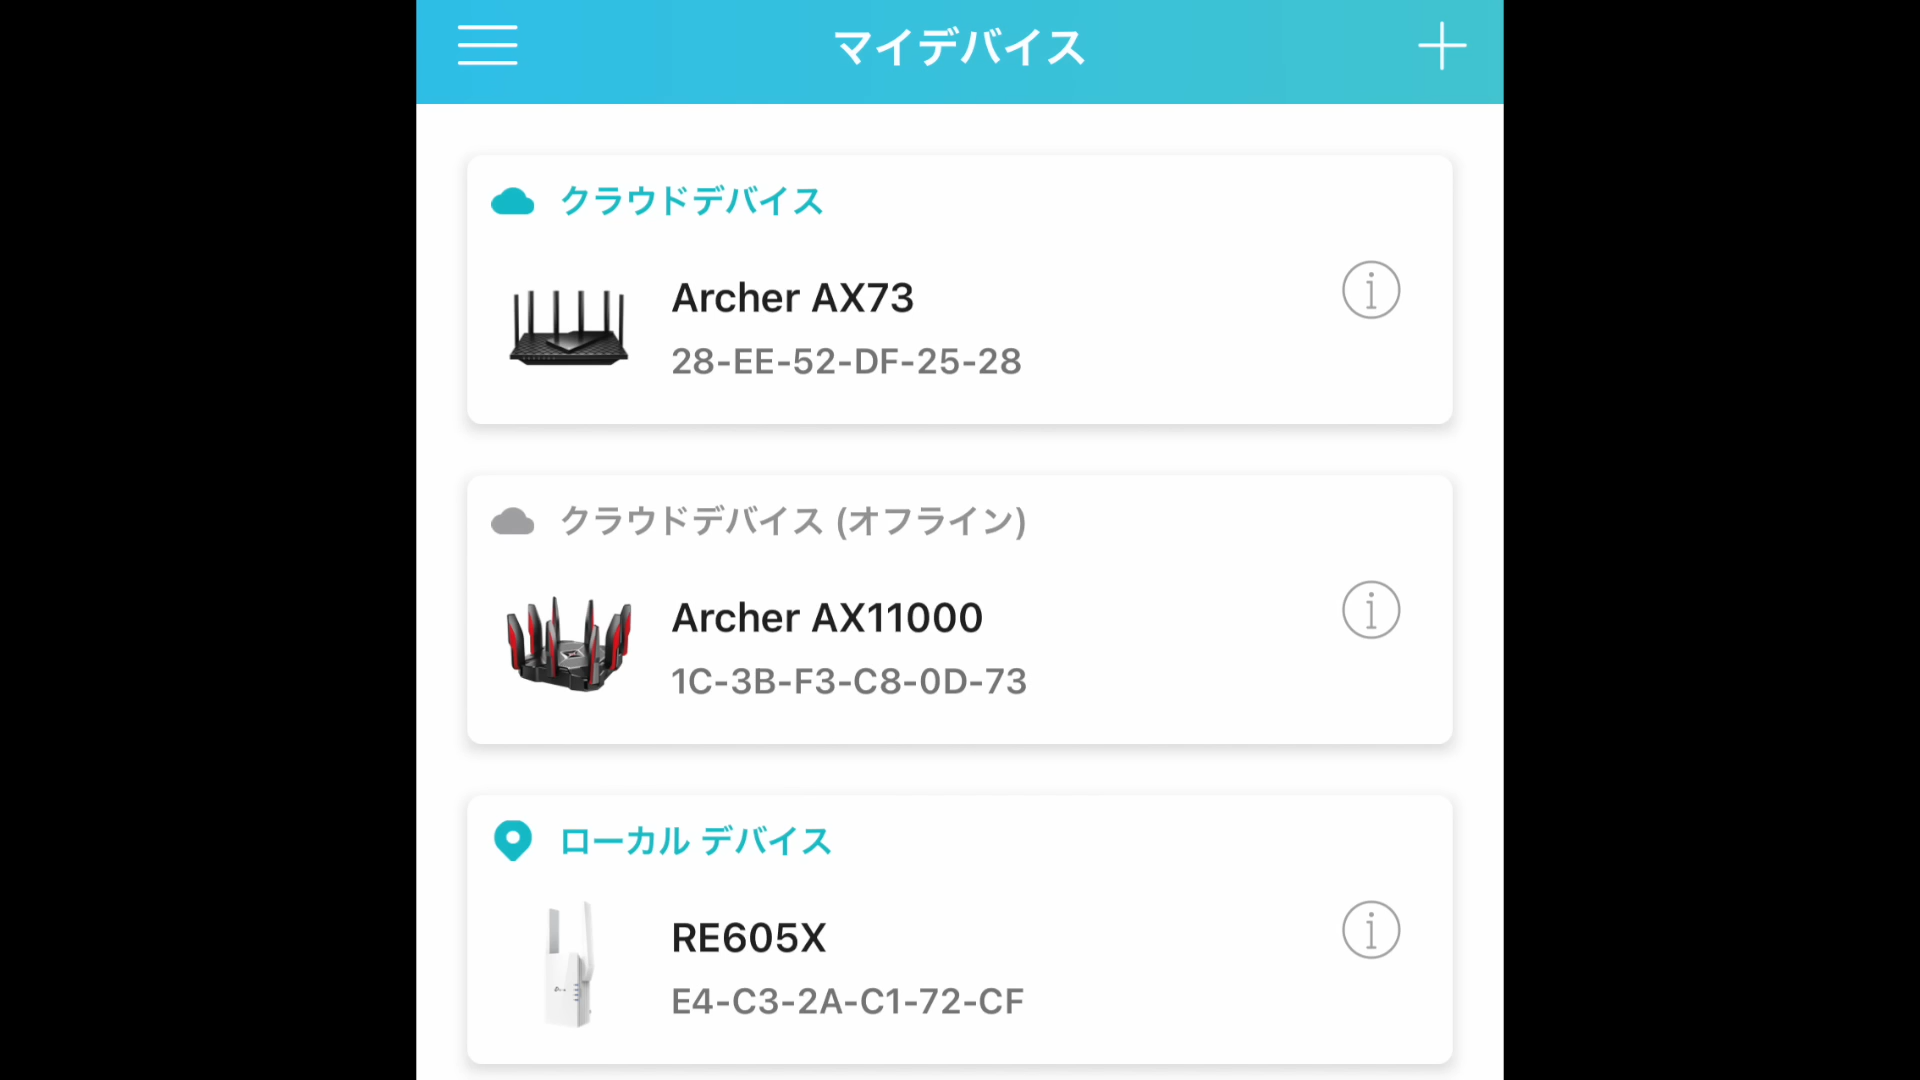 マイデバイス
クラウドデバイス
Archer AX73
28-EE-52-DF-25-28
クラウドデバイス (オフライン)
Archer AX11000
1C-3B-F3-C8-0D-73
ローカル デバイス
RE605X
E4-C3-2A-C1-72-CF